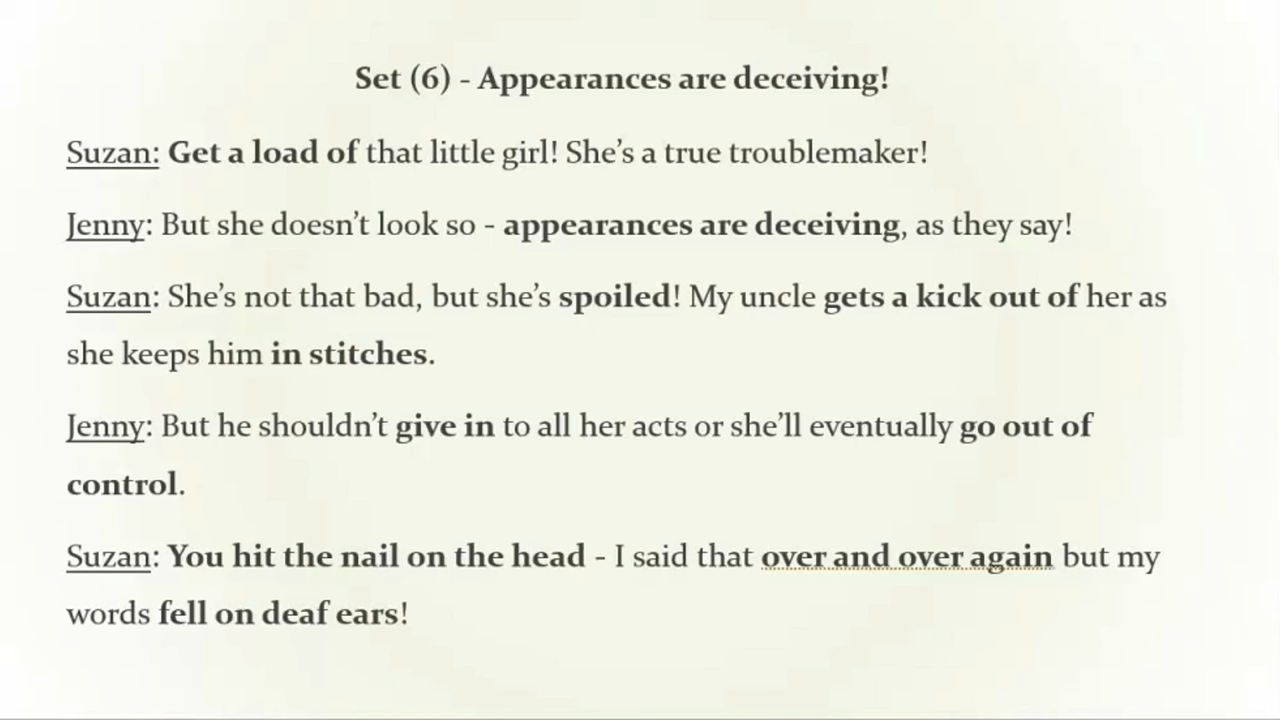 Set (6) - Appearances are deceiving!
Suzan: Get a load of that little girl! She’s a true troublemaker!
Jenny: But she doesn’t look so - appearances are deceiving, as they say!
Suzan: She’s not that bad, but she’s spoiled! My uncle gets a kick out of her as
she keeps him in stitches.
Jenny: But he shouldn’t give in to all her acts or she’ll eventually go out of
control.
Suzan: You hit the nail on the head - I said that over and over again but my
words fell on deaf ears!